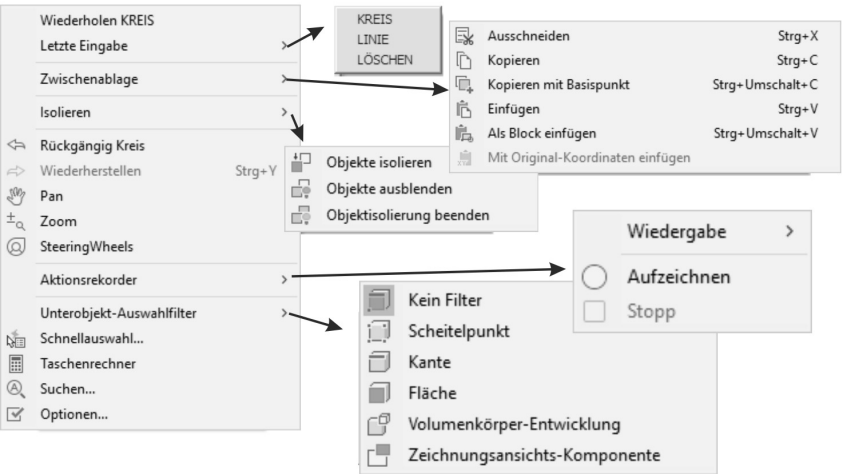 Wiederholen KREIS
Letzte Eingabe
Zwischenablage
Isolieren
Rückgängig Kreis
Wiederherstellen Strg+Y
Pan
Zoom
SteeringWheels
Aktionsrekorder
Unterobjekt-Auswahlfilter
Schnellauswahl...
Taschenrechner
Suchen...
Optionen...
KREIS
LINIE
LÖSCHEN
Ausschneiden Strg+X
Kopieren Strg+C
Kopieren mit Basispunkt Strg+Umschalt+C
Einfügen Strg+V
Als Block einfügen Strg+Umschalt+V
Mit Original-Koordinaten einfügen
Objekte isolieren
Objekte ausblenden
Objektisolierung beenden
Wiedergabe
Aufzeichnen
Stopp
Kein Filter
Scheitelpunkt
Kante
Fläche
Volumenkörper-Entwicklung
Zeichnungsansichts-Komponente